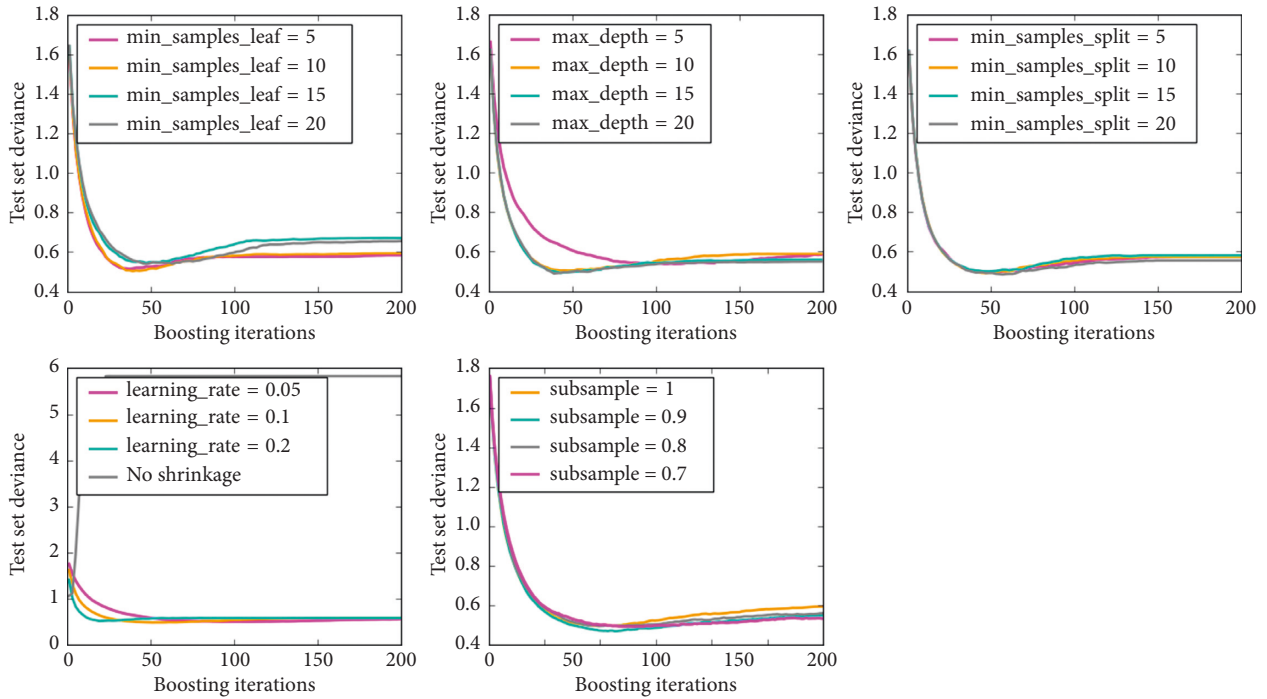 min_samples_leaf = 5
min_samples_leaf = 10
min_samples_leaf = 15
min_samples_leaf = 20
1.8
1.6
1.4
1.2
1.0
0.8
0.6
0.4
Test set deviance
0 50 100 150 200
Boosting iterations
max_depth = 5
max_depth = 10
max_depth = 15
max_depth = 20
1.8
1.6
1.4
1.2
1.0
0.8
0.6
0.4
Test set deviance
0 50 100 150 200
Boosting iterations
min_samples_split = 5
min_samples_split = 10
min_samples_split = 15
min_samples_split = 20
1.8
1.6
1.4
1.2
1.0
0.8
0.6
0.4
Test set deviance
0 50 100 150 200
Boosting iterations
learning_rate = 0.05
learning_rate = 0.1
learning_rate = 0.2
No shrinkage
6
5
4
3
2
1
0
Test set deviance
0 50 100 150 200
Boosting iterations
subsample = 1
subsample = 0.9
subsample = 0.8
subsample = 0.7
1.8
1.6
1.4
1.2
1.0
0.8
0.6
0.4
Test set deviance
0 50 100 150 200
Boosting iterations